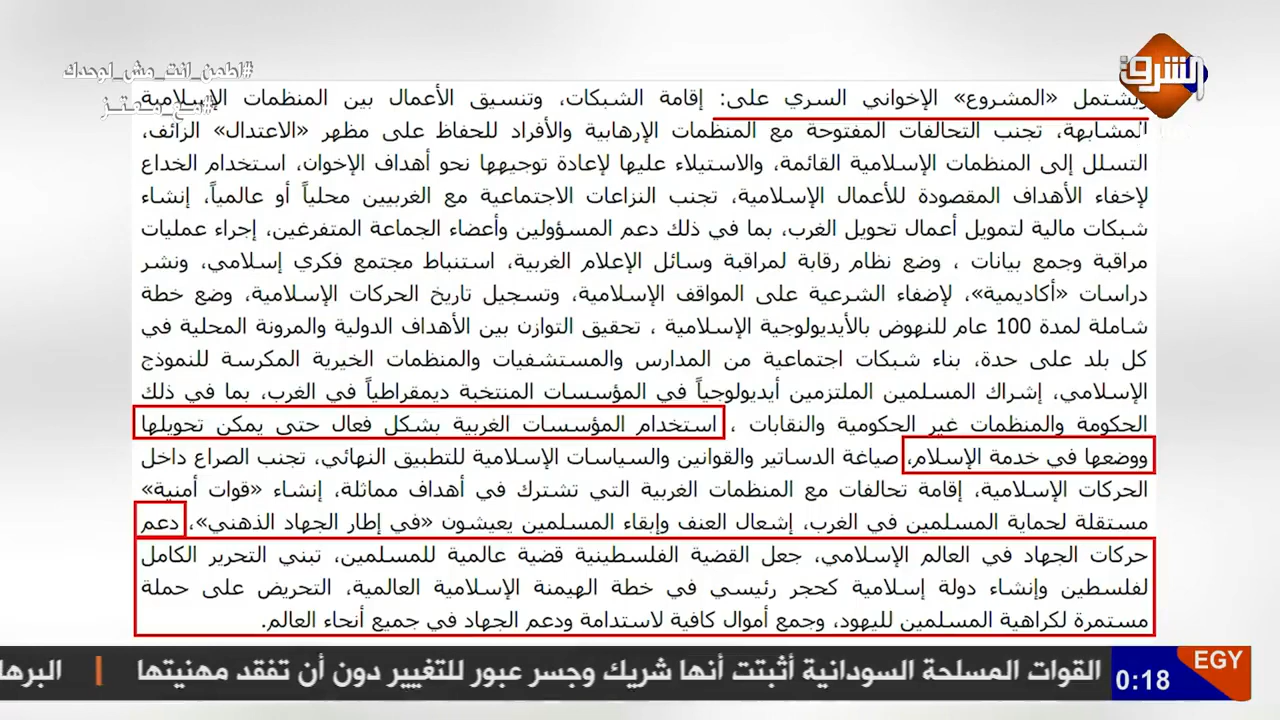 الشرق
#اطمن_انت_مش_لوحدك
#مـع_مـعـتـز
ويشتمل «المشروع» الإخواني السري على: إقامة الشبكات، وتنسيق الأعمال بين المنظمات الإسلامية
المشابهة، تجنب التحالفات المفتوحة مع المنظمات الإرهابية والأفراد للحفاظ على مظهر «الاعتدال» الزائف،
التسلل إلى المنظمات الإسلامية القائمة، والاستيلاء عليها لإعادة توجيهها نحو أهداف الإخوان، استخدام الخداع
لإخفاء الأهداف المقصودة للأعمال الإسلامية، تجنب النزاعات الاجتماعية مع الغربيين محلياً أو عالمياً، إنشاء
شبكات مالية لتمويل أعمال تحويل الغرب، بما في ذلك دعم المسؤولين وأعضاء الجماعة المتفرغين، إجراء عمليات
مراقبة وجمع بيانات ، وضع نظام رقابة لمراقبة وسائل الإعلام الغربية، استنباط مجتمع فكري إسلامي، ونشر
دراسات «أكاديمية»، لإضفاء الشرعية على المواقف الإسلامية، وتسجيل تاريخ الحركات الإسلامية، وضع خطة
شاملة لمدة 100 عام للنهوض بالأيديولوجية الإسلامية ، تحقيق التوازن بين الأهداف الدولية والمرونة المحلية في
كل بلد على حدة، بناء شبكات اجتماعية من المدارس والمستشفيات والمنظمات الخيرية المكرسة للنموذج
الإسلامي، إشراك المسلمين الملتزمين أيديولوجياً في المؤسسات المنتخبة ديمقراطياً في الغرب، بما في ذلك
الحكومة والمنظمات غير الحكومية والنقابات ، استخدام المؤسسات الغربية بشكل فعال حتى يمكن تحويلها
ووضعها في خدمة الإسلام، صياغة الدساتير والقوانين والسياسات الإسلامية للتطبيق النهائي، تجنب الصراع داخل
الحركات الإسلامية، إقامة تحالفات مع المنظمات الغربية التي تشترك في أهداف مماثلة، إنشاء «قوات أمنية»
مستقلة لحماية المسلمين في الغرب، إشعال العنف وإبقاء المسلمين يعيشون «في إطار الجهاد الذهني»، دعم
حركات الجهاد في العالم الإسلامي، جعل القضية الفلسطينية قضية عالمية للمسلمين، تبني التحرير الكامل
لفلسطين وإنشاء دولة إسلامية كحجر رئيسي في خطة الهيمنة الإسلامية العالمية، التحريض على حملة
مستمرة لكراهية المسلمين لليهود، وجمع أموال كافية لاستدامة ودعم الجهاد في جميع أنحاء العالم.
EGY
0:18
القوات المسلحة السودانية أثبتت أنها شريك وجسر عبور للتغيير دون أن تفقد مهنيتها | البرها